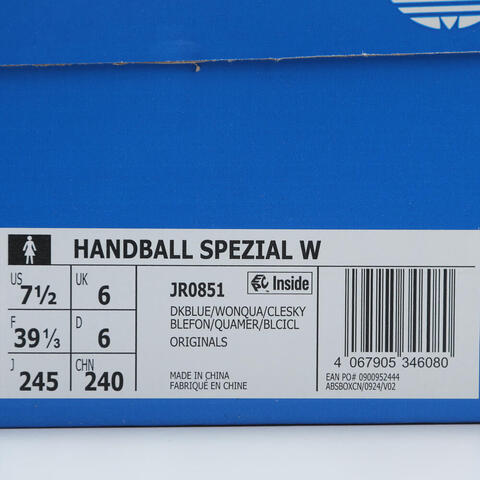 HANDBALL SPEZIAL W
US 7½ UK 6
F 39⅓ D 6
J 245 CHN 240
JR0851
Inside
DKBLUE/WONQUA/CLESKY
BLEFON/QUAMER/BLCICL
ORIGINALS
MADE IN CHINA
FABRIQUÉ EN CHINE
4 067905 346080
EAN PO# 0900952444
ABSBOXCN/0924/V02